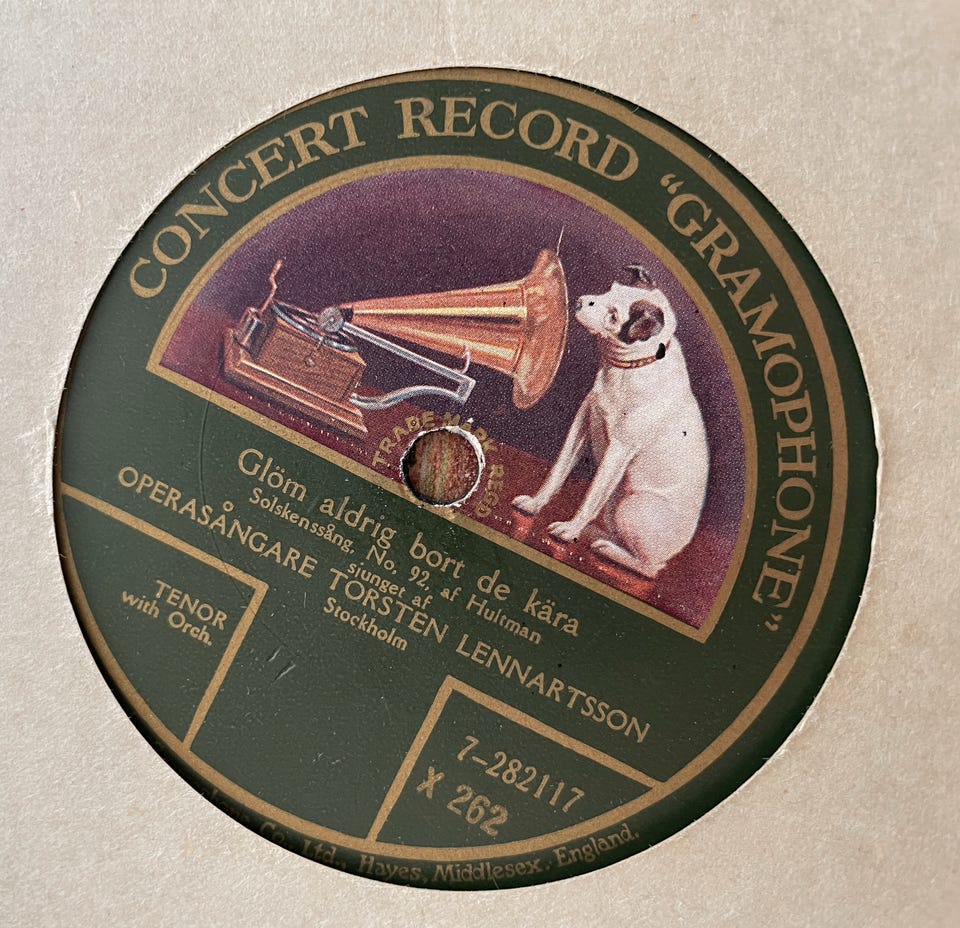 CONCERT RECORD "GRAMOPHONE"
TRADE-MARK REGD
Glöm aldrig bort de kära
Solskenssång, No. 92, af Hultman
sjunget af
OPERASÅNGARE TORSTEN LENNARTSSON
Stockholm
TENOR
with Orch.
7-282117
X 262
Co. Ltd., Hayes, Middlesex, England.